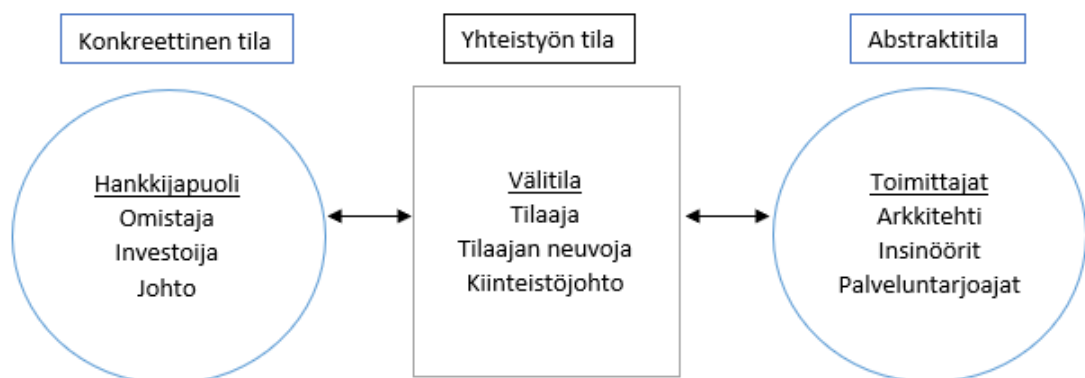 Konkreettinen tila
Yhteistyön tila
Abstraktitila
Hankkijapuoli
Omistaja
Investoija
Johto
Välitila
Tilaaja
Tilaajan neuvoja
Kiinteistöjohto
Toimittajat
Arkkitehti
Insinöörit
Palveluntarjoajat